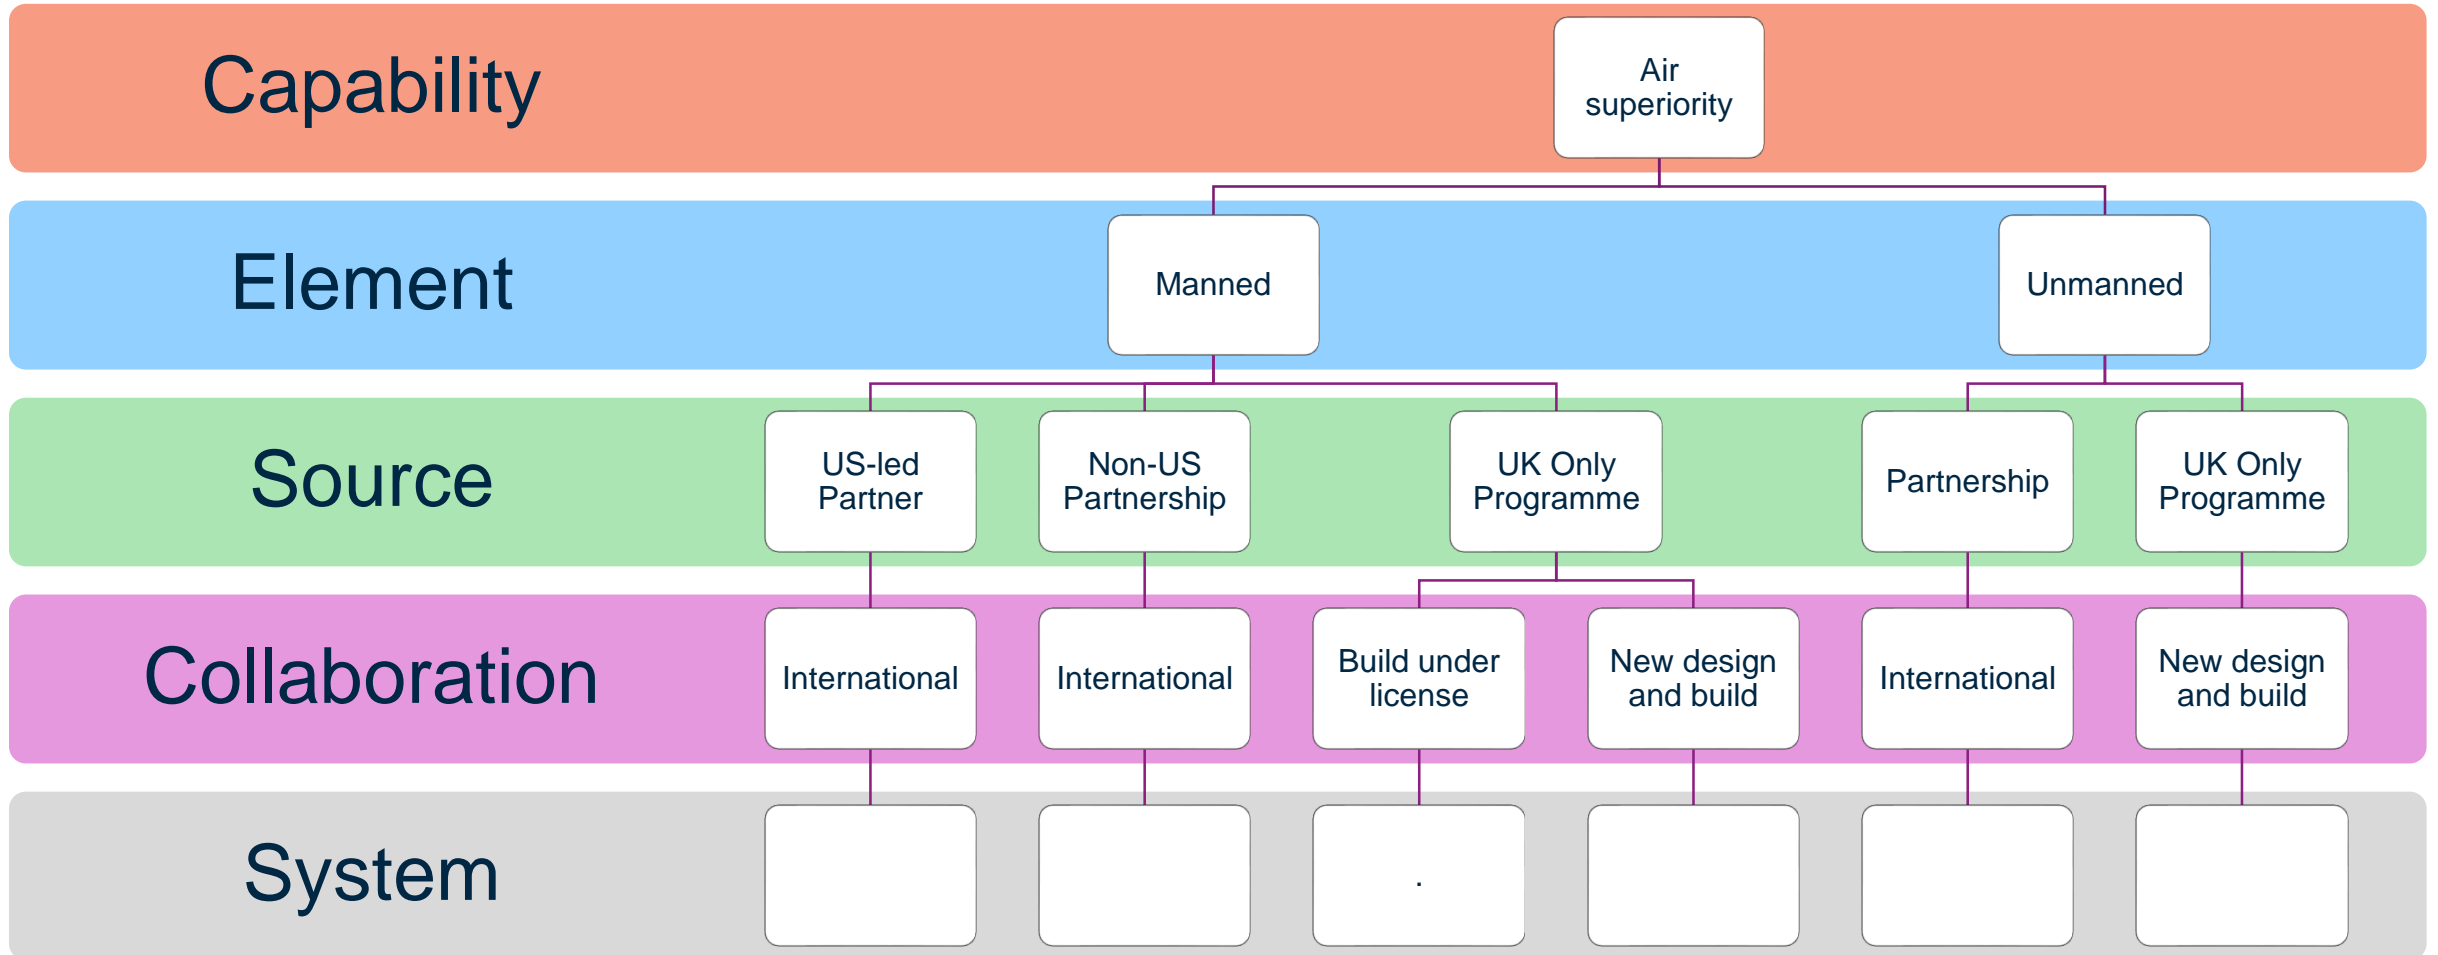 Capability
Air
superiority
Element
Manned
Unmanned
Source
US-led
Partner
Non-US
Partnership
UK Only
Programme
Partnership
UK Only
Programme
Collaboration
International
International
Build under
license
New design
and build
International
New design
and build
System
.